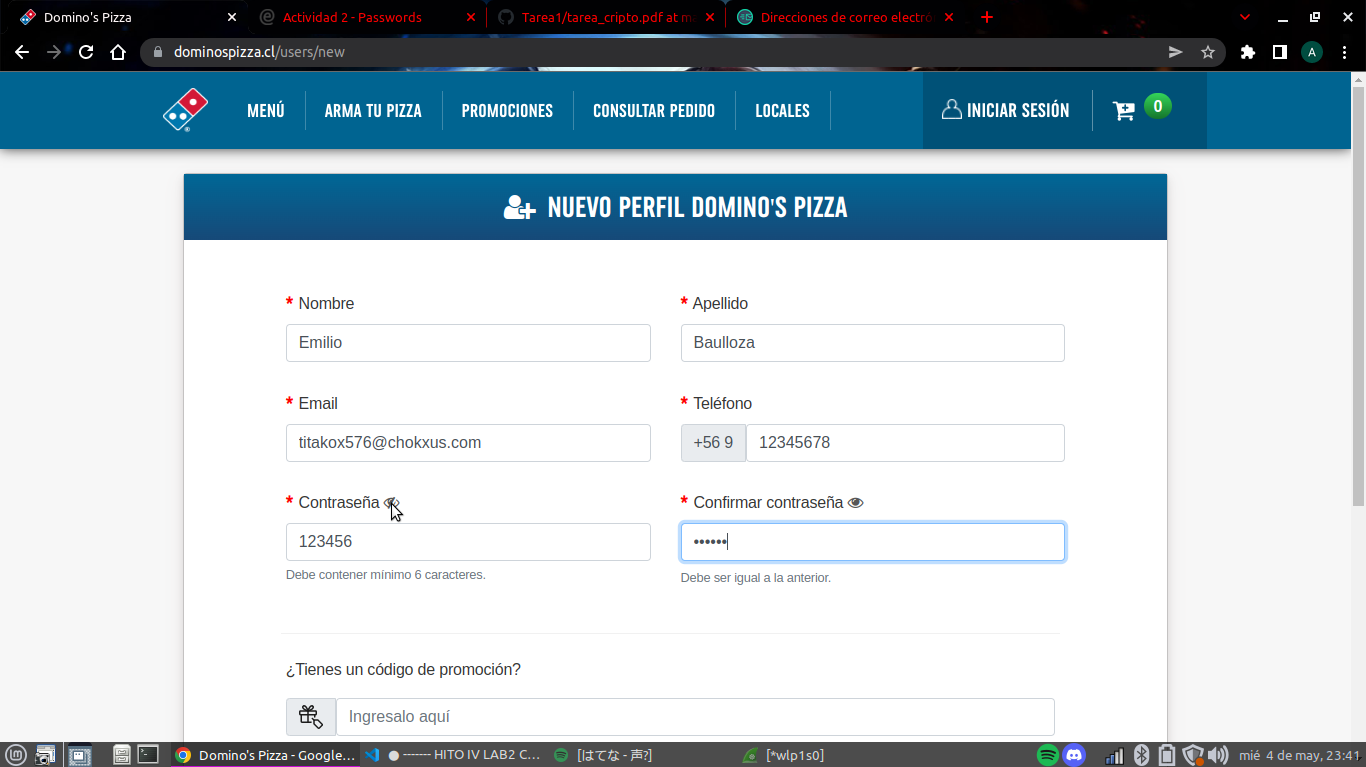 Domino's Pizza
Actividad 2 - Passwords
Tarea1/tarea_cripto.pdf at m
Direcciones de correo electró
dominospizza.cl/users/new
A
MENÚ
ARMA TU PIZZA
PROMOCIONES
CONSULTAR PEDIDO
LOCALES
INICIAR SESIÓN
0
NUEVO PERFIL DOMINO'S PIZZA
* Nombre
* Apellido
Emilio
Baulloza
* Email
* Teléfono
titakox576@chokxus.com
+56 9
12345678
* Contraseña
* Confirmar contraseña
123456
••••••
Debe contener mínimo 6 caracteres.
Debe ser igual a la anterior.
¿Tienes un código de promoción?
Ingresalo aquí
Domino's Pizza - Google...
● ------- HITO IV LAB2 C...
[はてな - 声?]
[*wlp1s0]
mié 4 de may, 23:41